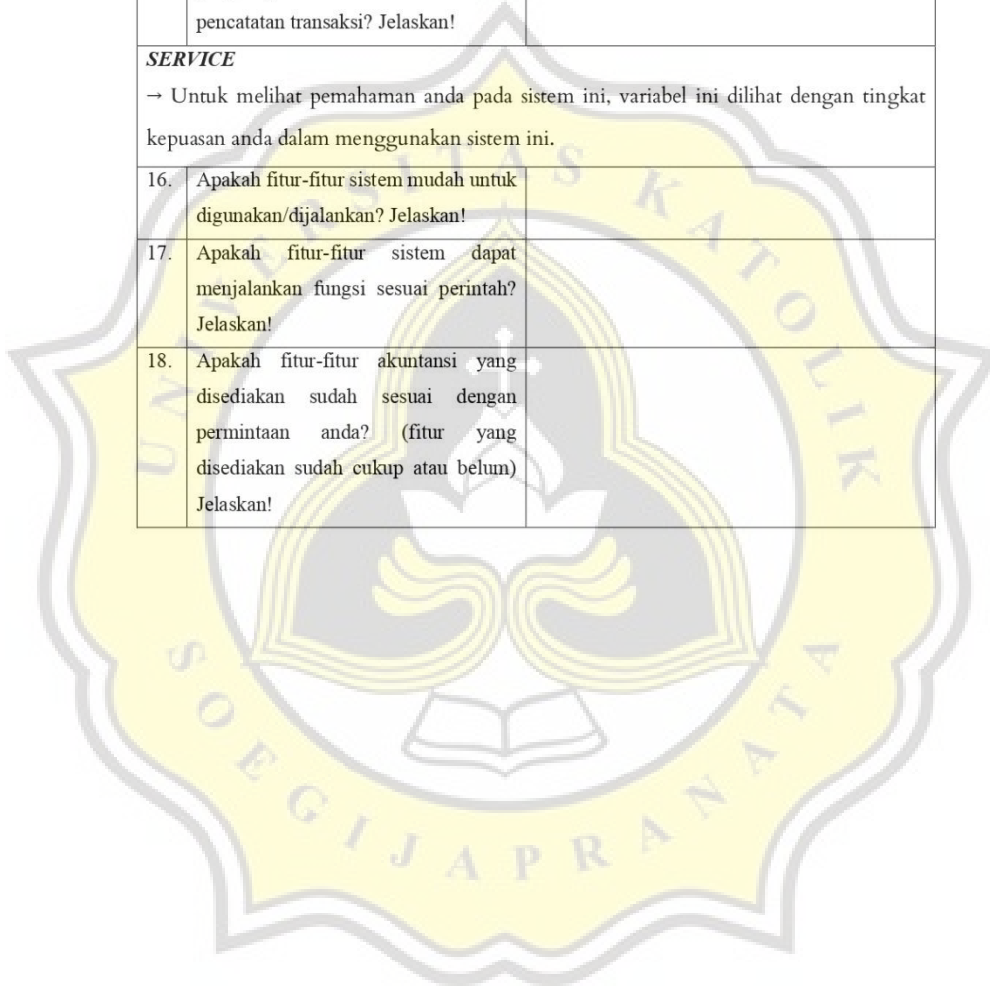 pencatatan transaksi? Jelaskan!
SERVICE
→ Untuk melihat pemahaman anda pada sistem ini, variabel ini dilihat dengan tingkat
kepuasan anda dalam menggunakan sistem ini.
16. Apakah fitur-fitur sistem mudah untuk
digunakan/dijalankan? Jelaskan!
17. Apakah fitur-fitur sistem dapat
menjalankan fungsi sesuai perintah?
Jelaskan!
18. Apakah fitur-fitur akuntansi yang
disediakan sudah sesuai dengan
permintaan anda? (fitur yang
disediakan sudah cukup atau belum)
Jelaskan!
UNIVERSITAS KATOLIK
SOEGIJAPRANATA